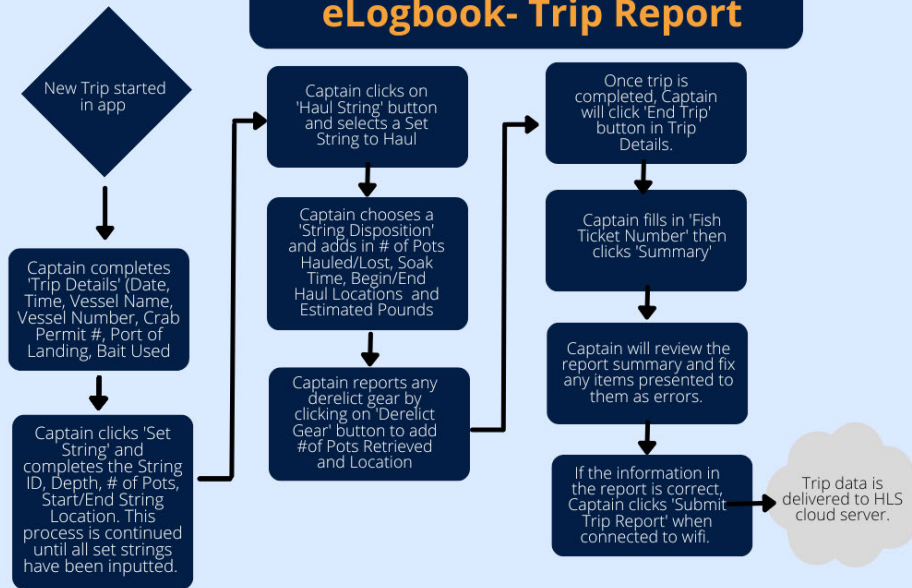 eLogbook- Trip Report
New Trip started
in app
Captain completes
'Trip Details' (Date,
Time, Vessel Name,
Vessel Number, Crab
Permit #, Port of
Landing, Bait Used
Captain clicks 'Set
String' and
completes the String
ID, Depth, # of Pots,
Start/End String
Location. This
process is continued
until all set strings
have been inputted.
Captain clicks on
'Haul String' button
and selects a Set
String to Haul
Captain chooses a
'String Disposition'
and adds in # of Pots
Hauled/Lost, Soak
Time, Begin/End
Haul Locations and
Estimated Pounds
Captain reports any
derelict gear by
clicking on 'Derelict
Gear' button to add
#of Pots Retrieved
and Location
Once trip is
completed, Captain
will click 'End Trip'
button in Trip
Details.
Captain fills in 'Fish
Ticket Number' then
clicks 'Summary'
Captain will review the
report summary and fix
any items presented to
them as errors.
If the information in
the report is correct,
Captain clicks 'Submit
Trip Report' when
connected to wifi.
Trip data is
delivered to HLS
cloud server.